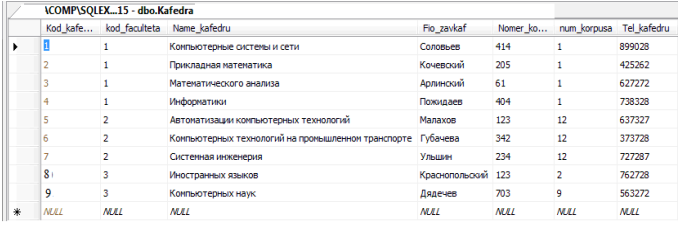 \COMP\SQLEX...15 - dbo.Kafedra
Kod_kafe... kod_faculteta Name_kafedru Fio_zavkaf Nomer_ko... num_korpusa Tel_Kafedru
1 1 Компьютерные системы и сети Соловьев 414 1 899028
2 1 Прикладная математика Кочевский 205 1 425262
3 1 Математического анализа Арлинский 61 1 627272
4 1 Информатики Пожидаев 404 1 738328
5 2 Автоматизации компьютерных технологий Малахов 123 12 637327
6 2 Компьютерных технологий на промышленном транспорте Губачева 342 12 373728
7 2 Системная инженерия Ульшин 234 12 727287
8 3 Иностранных языков Краснопольский 123 2 762728
9 3 Компьютерных наук Дядечев 703 9 563272
NULL NULL NULL NULL NULL NULL NULL